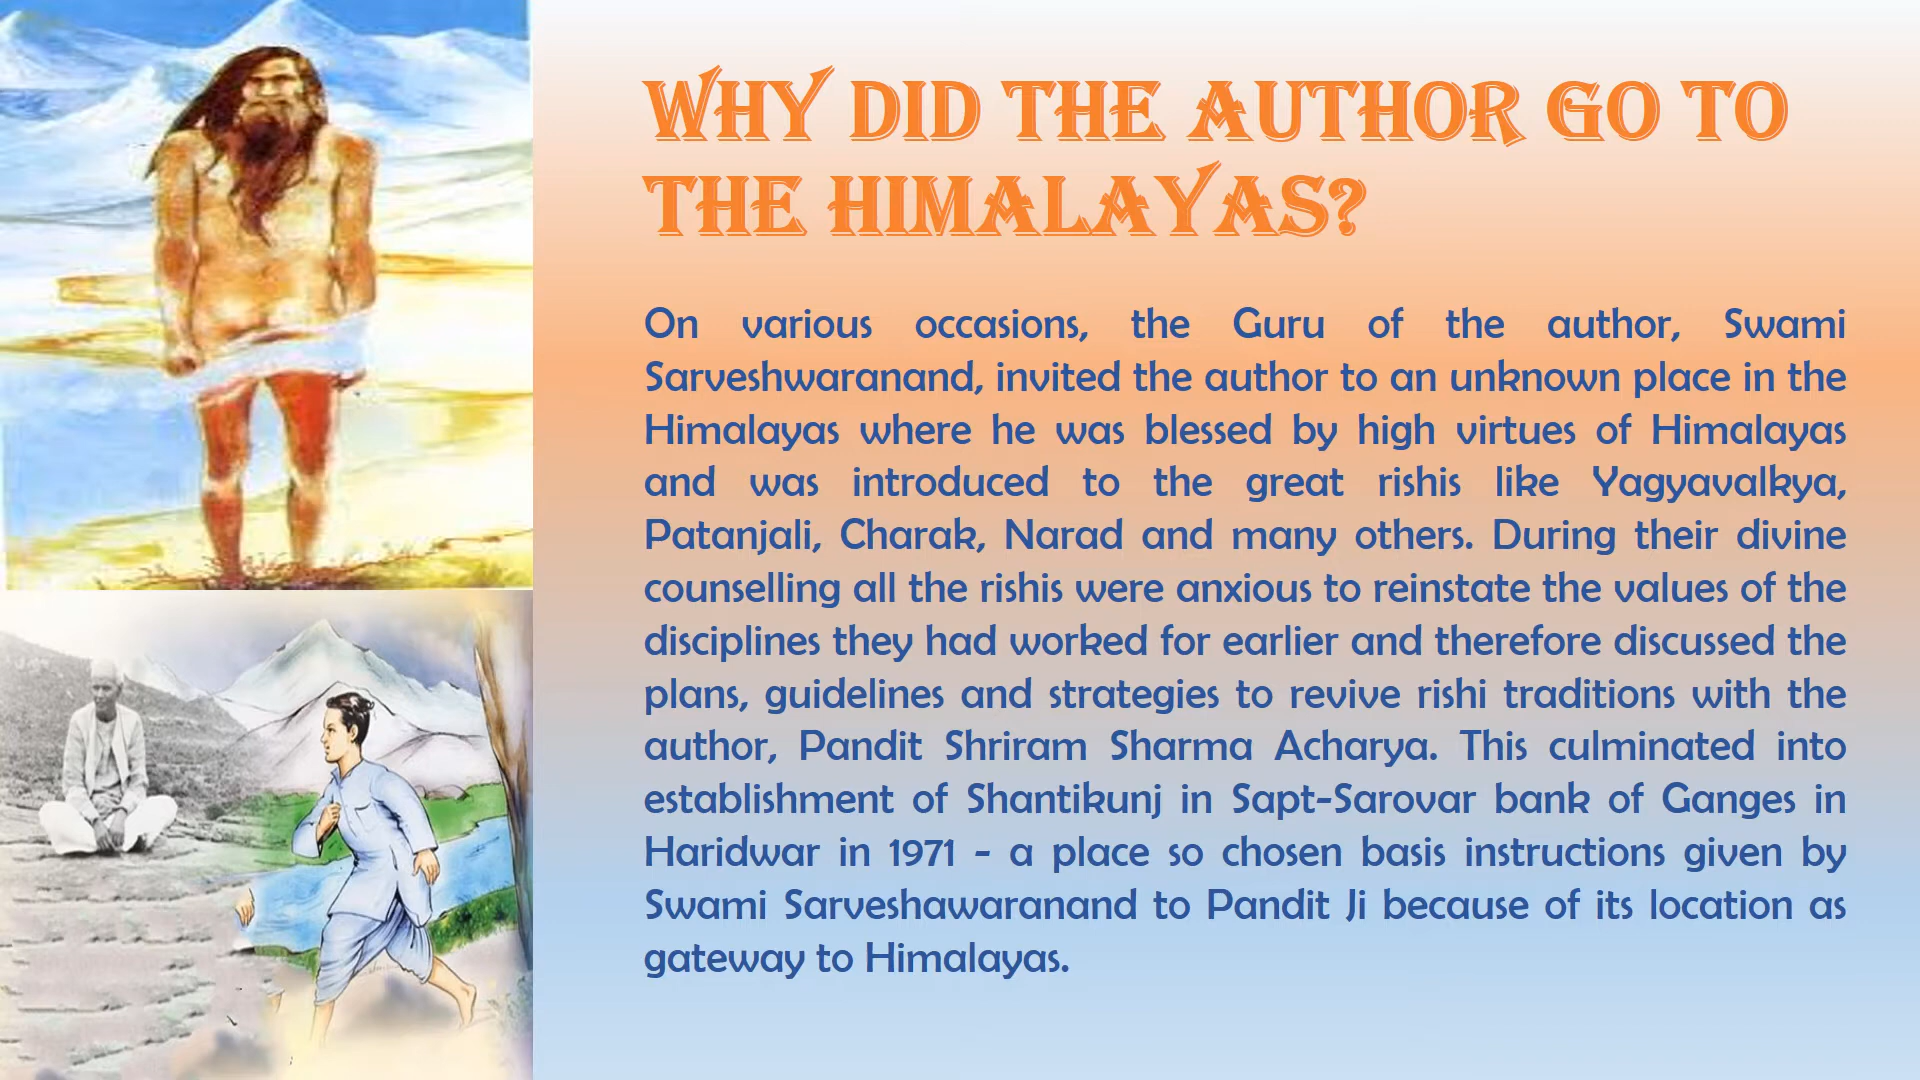 WHY DID THE AUTHOR GO TO
THE HIMALAYAS?
On various occasions, the Guru of the author, Swami
Sarveshwaranand, invited the author to an unknown place in the
Himalayas where he was blessed by high virtues of Himalayas
and was introduced to the great rishis like Yagyavalkya,
Patanjali, Charak, Narad and many others. During their divine
counselling all the rishis were anxious to reinstate the values of the
disciplines they had worked for earlier and therefore discussed the
plans, guidelines and strategies to revive rishi traditions with the
author, Pandit Shriram Sharma Acharya. This culminated into
establishment of Shantikunj in Sapt-Sarovar bank of Ganges in
Haridwar in 1971 - a place so chosen basis instructions given by
Swami Sarveshawaranand to Pandit Ji because of its location as
gateway to Himalayas.